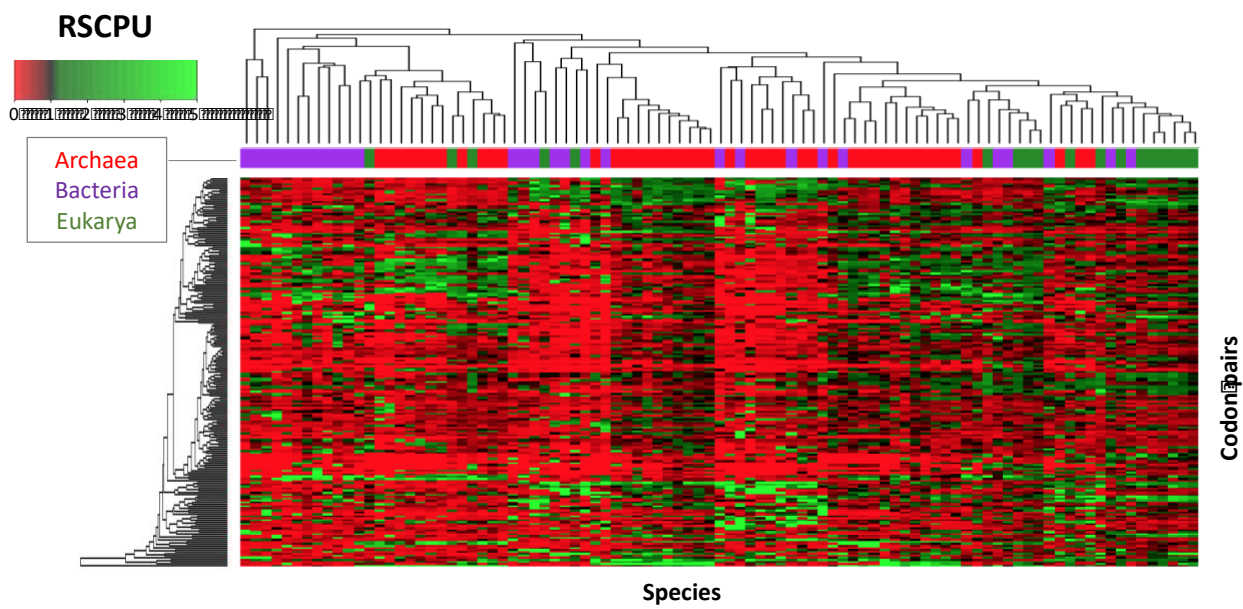 RSCPU
0 1 2 3 4 5
Archaea
Bacteria
Eukarya
Codon pairs
Species